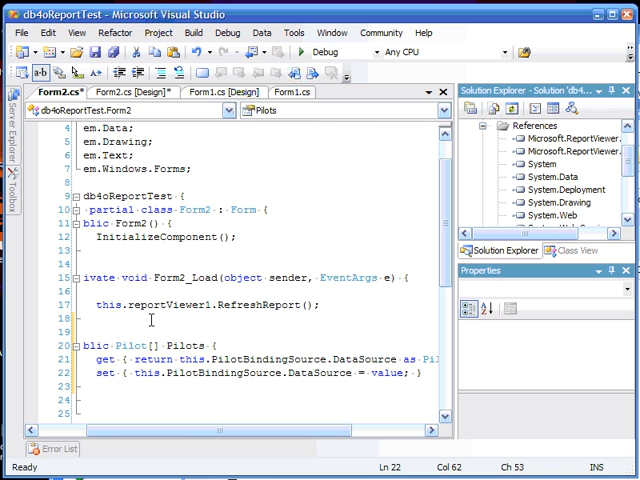 db4oReportTest - Microsoft Visual Studio
File Edit View Refactor Project Build Debug Data Tools Window Community Help
Debug Any CPU
Form2.cs* Form2.cs [Design]* Form1.cs [Design] Form1.cs
db4oReportTest.Form2 Pilots
Server Explorer
Toolbox
4 em.Data;
5 em.Drawing;
6 em.Text;
7 em.Windows.Forms;
8
9 db4oReportTest {
10 partial class Form2 : Form {
11 blic Form2() {
12 InitializeComponent();
13
14
15 ivate void Form2_Load(object sender, EventArgs e) {
16
17 this.reportViewer1.RefreshReport();
18
19
20 blic Pilot[] Pilots {
21 get { return this.PilotBindingSource.DataSource as Pil
22 set { this.PilotBindingSource.DataSource = value; }
23
24
25
Solution Explorer - Solution 'db4...
References
Microsoft.ReportViewer.
Microsoft.ReportViewer.
System
System.Data
System.Deployment
System.Drawing
System.Web
Solution Explorer Class View
Properties
Error List
Ln 22 Col 62 Ch 53 INS